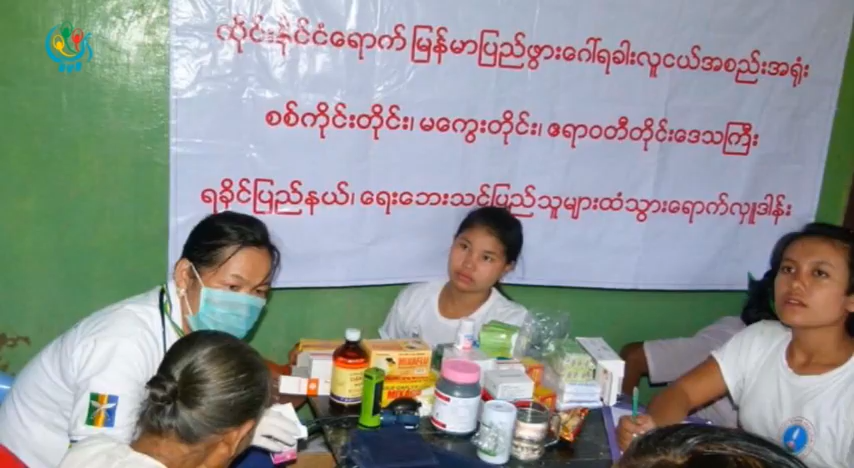 ထိုင်းနိုင်ငံရောက် မြန်မာပြည်ဖွားဂေါ်ရခါးလူငယ်အစည်းအရုံး
စစ်ကိုင်းတိုင်း၊ မကွေးတိုင်း၊ ဧရာဝတီတိုင်းဒေသကြီး
ရခိုင်ပြည်နယ်၊ ရေးဘေးသင့်ပြည်သူများထံသွားရောက်လှူဒါန်း